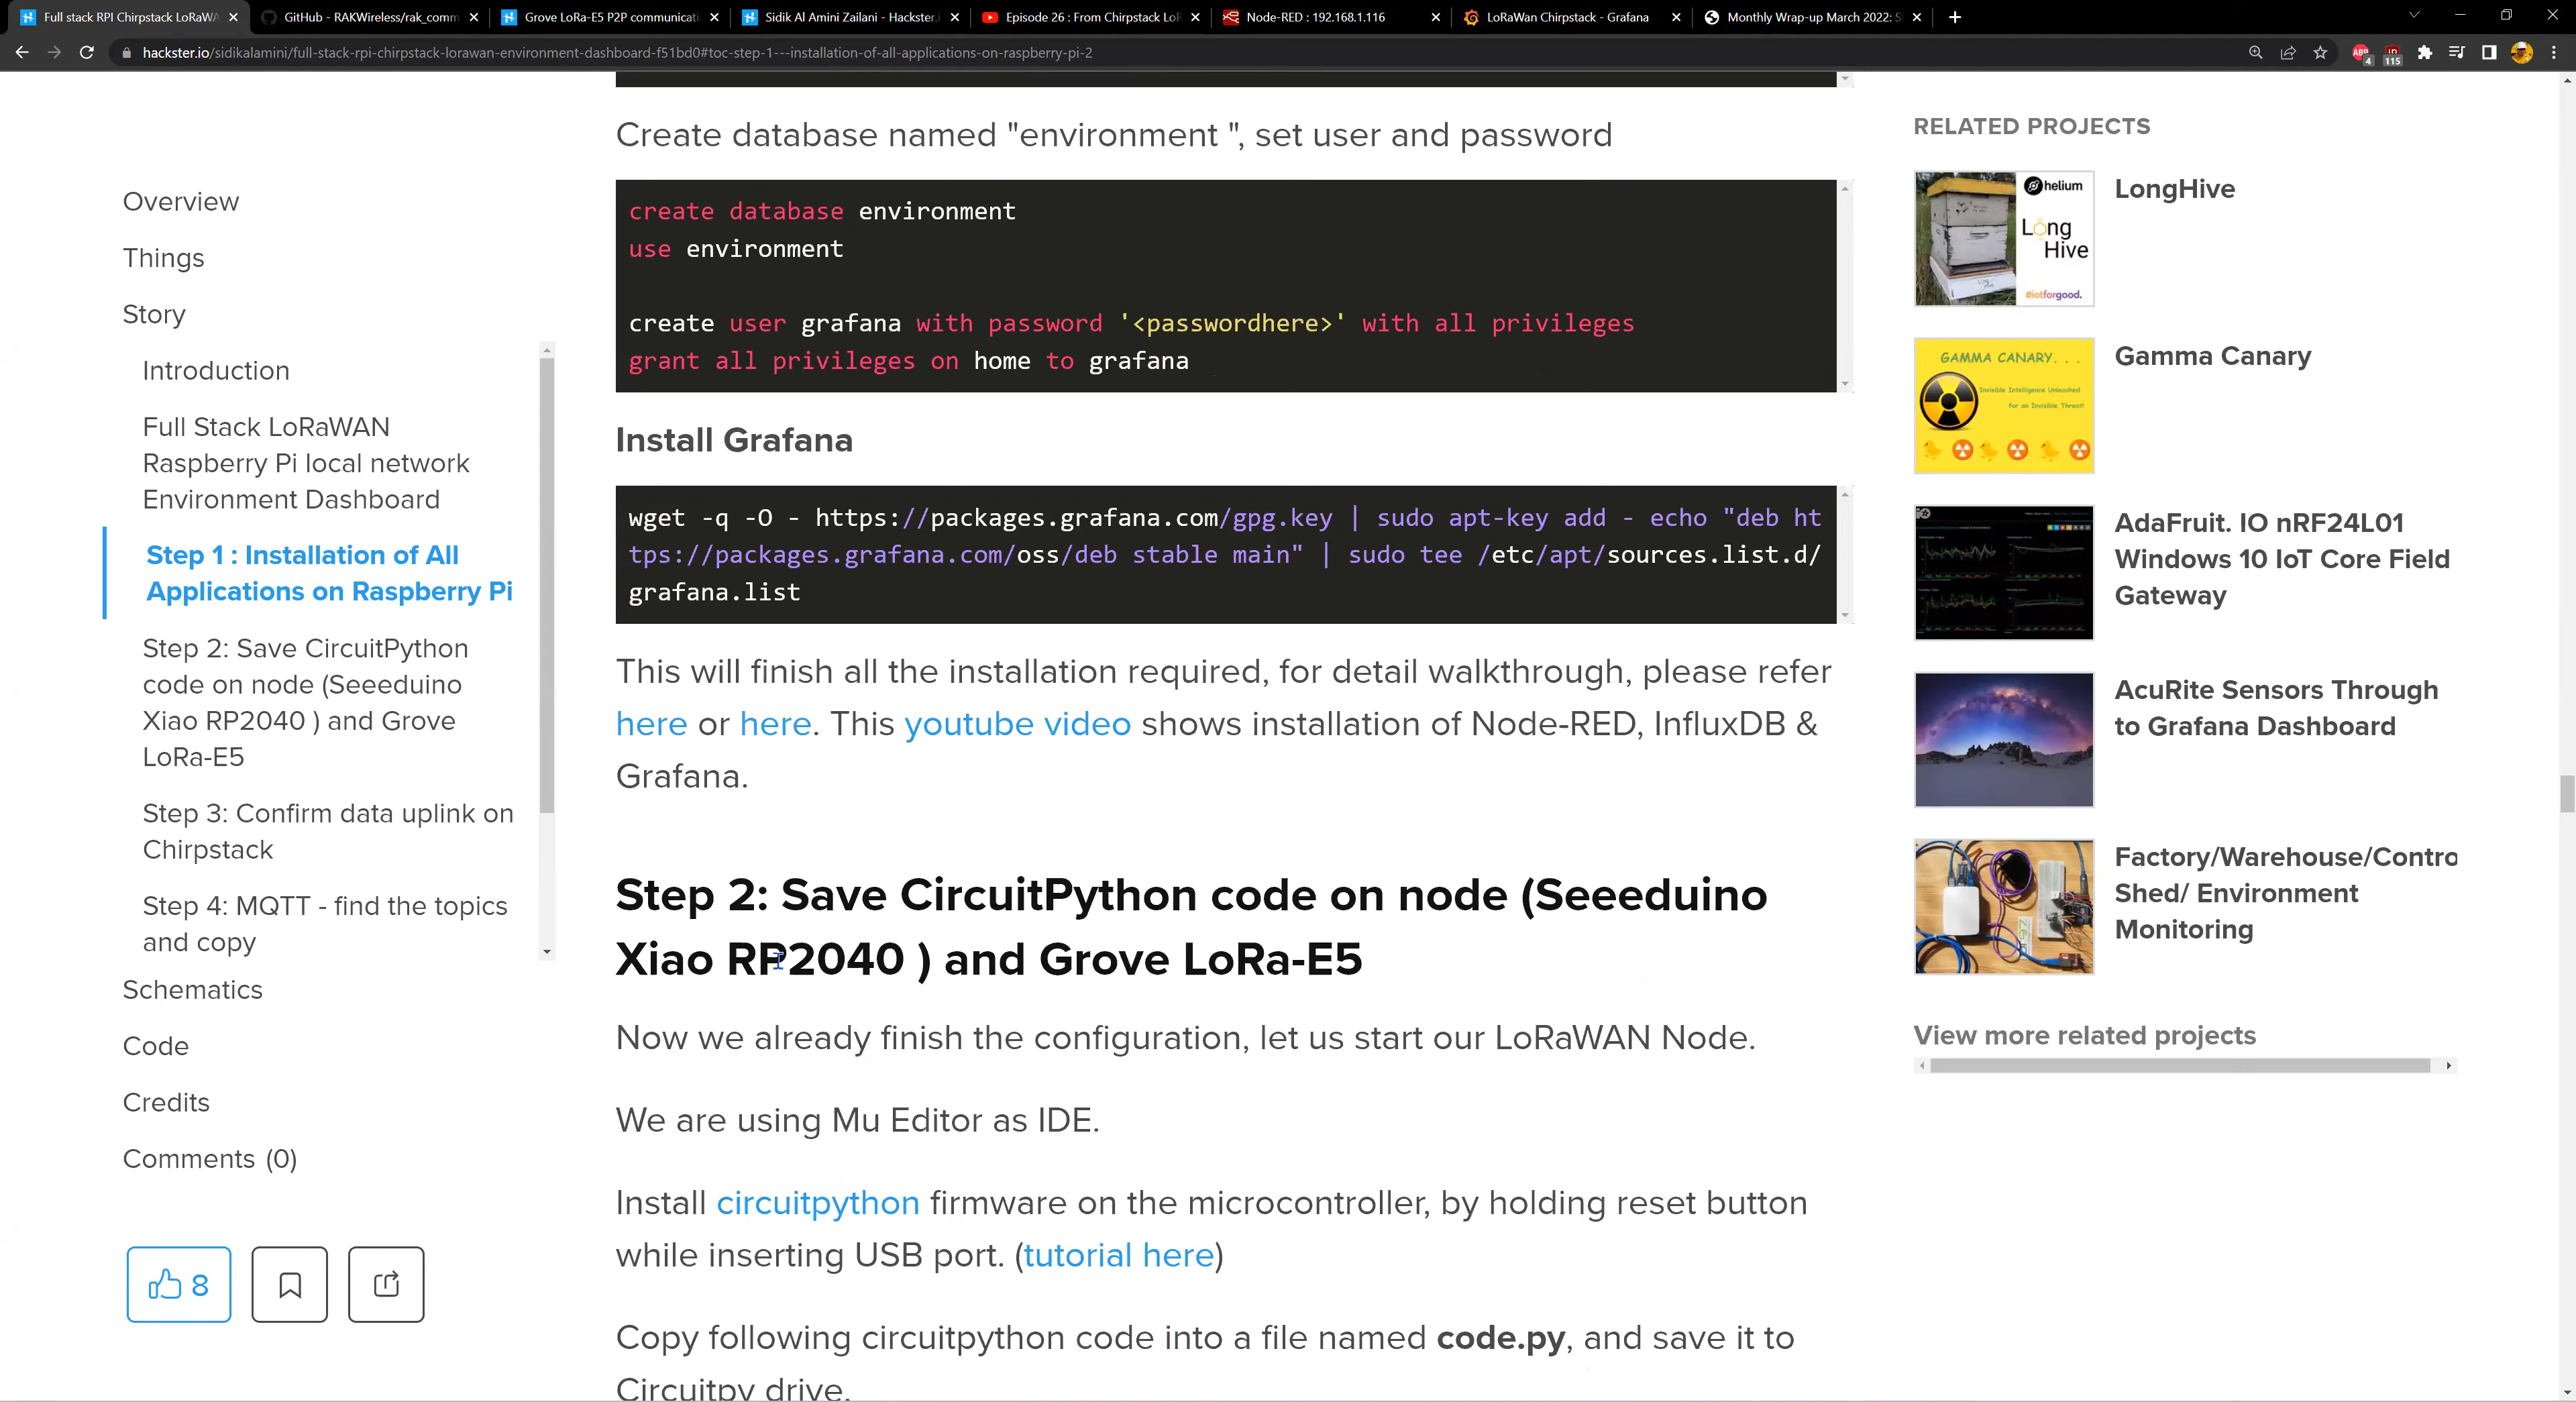 Full stack RPI Chirpstack LoRaWA
GitHub - RAKWireless/rak_comm
Grove LoRa-E5 P2P communicati
Sidik Al Amini Zailani - Hackster.i
Episode 26 : From Chirpstack LoR
Node-RED : 192.168.1.116
LoRaWan Chirpstack - Grafana
Monthly Wrap-up March 2022: S
hackster.io/sidikalamini/full-stack-rpi-chirpstack-lorawan-environment-dashboard-f51bd0#toc-step-1---installation-of-all-applications-on-raspberry-pi-2
ABP 4
115
Overview
Things
Story
Introduction
Full Stack LoRaWAN
Raspberry Pi local network
Environment Dashboard
Step 1 : Installation of All
Applications on Raspberry Pi
Step 2: Save CircuitPython
code on node (Seeeduino
Xiao RP2040 ) and Grove
LoRa-E5
Step 3: Confirm data uplink on
Chirpstack
Step 4: MQTT - find the topics
and copy
Schematics
Code
Credits
Comments (0)
8
Create database named "environment ", set user and password
create database environment
use environment
create user grafana with password '<passwordhere>' with all privileges
grant all privileges on home to grafana
Install Grafana
wget -q -O - https://packages.grafana.com/gpg.key | sudo apt-key add - echo "deb ht
tps://packages.grafana.com/oss/deb stable main" | sudo tee /etc/apt/sources.list.d/
grafana.list
This will finish all the installation required, for detail walkthrough, please refer
here or here. This youtube video shows installation of Node-RED, InfluxDB &
Grafana.
Step 2: Save CircuitPython code on node (Seeeduino
Xiao RP2040 ) and Grove LoRa-E5
Now we already finish the configuration, let us start our LoRaWAN Node.
We are using Mu Editor as IDE.
Install circuitpython firmware on the microcontroller, by holding reset button
while inserting USB port. (tutorial here)
Copy following circuitpython code into a file named code.py, and save it to
Circuitpy drive.
RELATED PROJECTS
helium
Long
Hive
#iotforgood.
LongHive
GAMMA CANARY. . .
Invisible Intelligence Unleashed
for an Invisible Threat!
Gamma Canary
AdaFruit. IO nRF24L01
Windows 10 IoT Core Field
Gateway
AcuRite Sensors Through
to Grafana Dashboard
Factory/Warehouse/Contro
Shed/ Environment
Monitoring
View more related projects